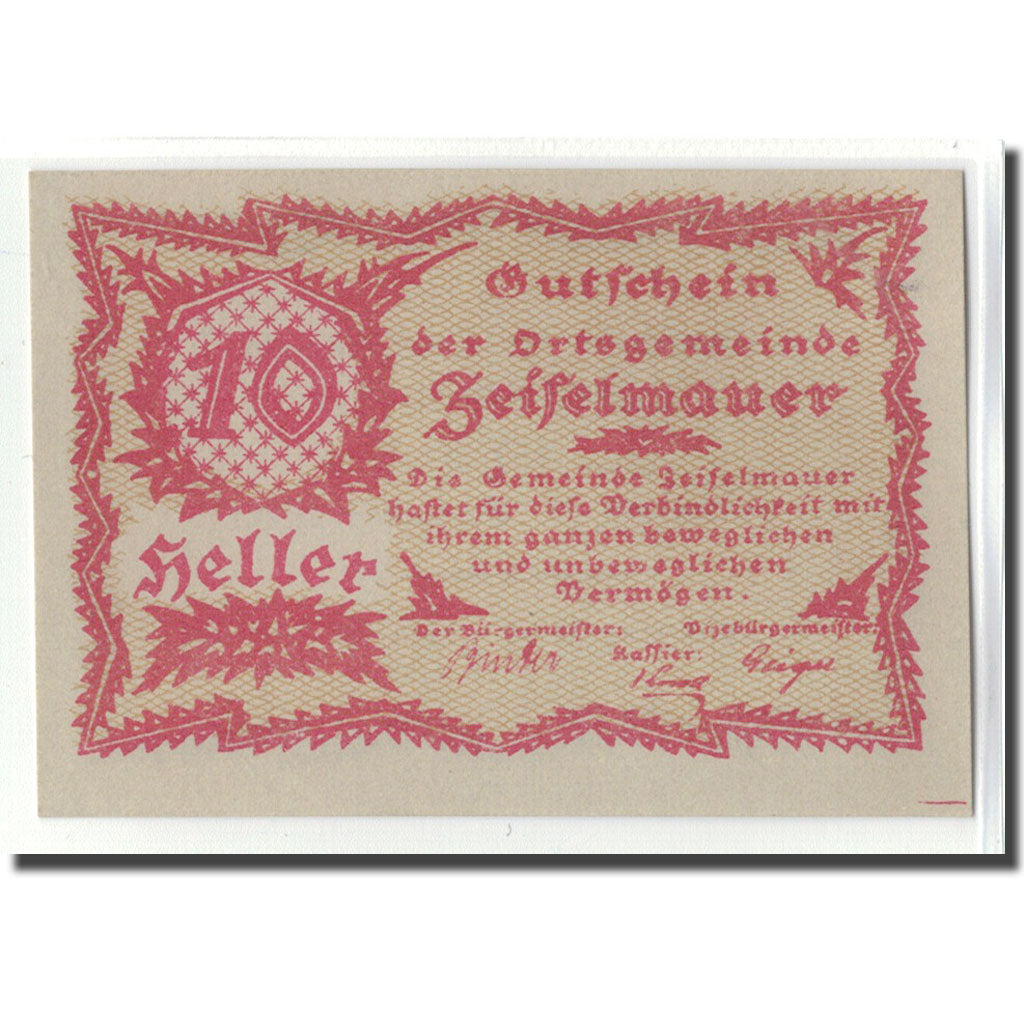 10
Heller
Gutschein
der Ortsgemeinde
Zeiselmauer
Die Gemeinde Zeiselmauer
haftet für diese Verbindlichkeit mit
ihrem ganzen beweglichen
und unbeweglichen
Vermögen.
Der Bürgermeister: Vizebürgermeister:
Kassier: